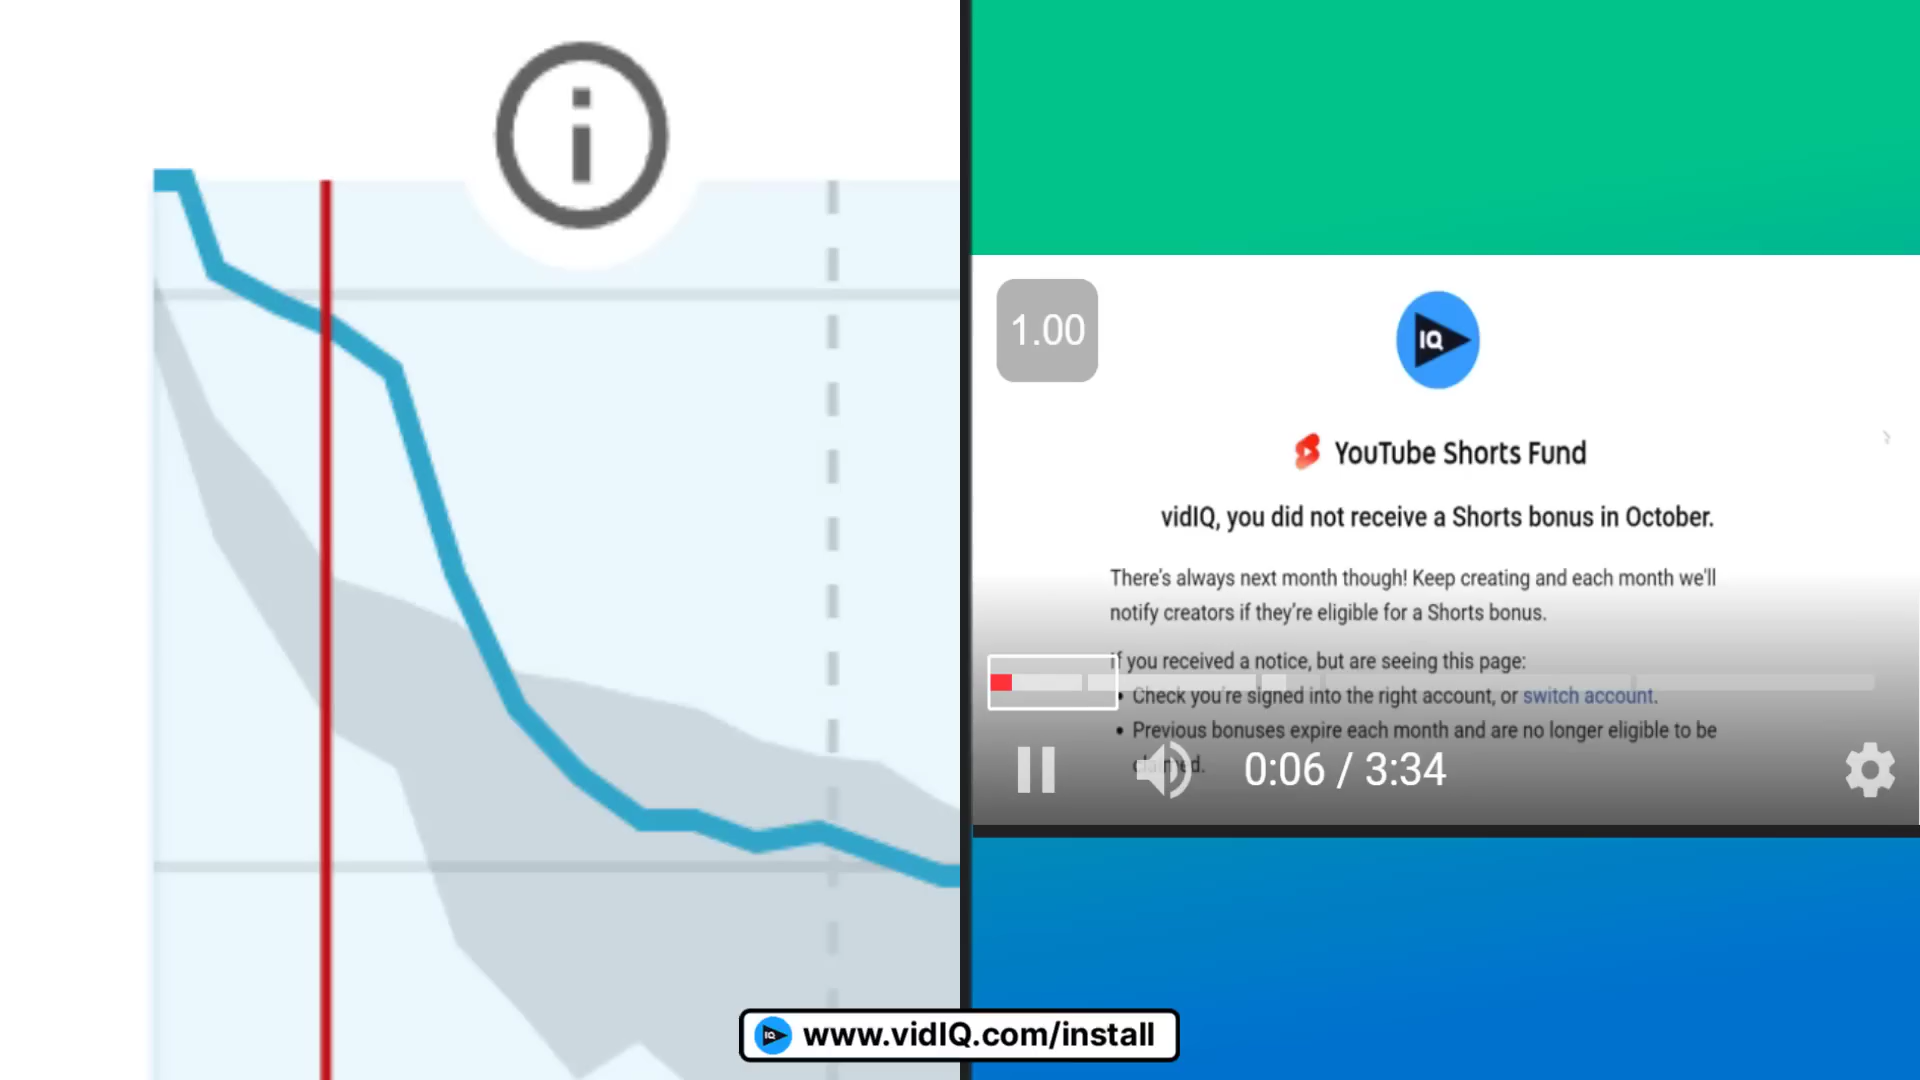 i
1.00
IQ
YouTube Shorts Fund
vidIQ, you did not receive a Shorts bonus in October.
There's always next month though! Keep creating and each month we'll
notify creators if they're eligible for a Shorts bonus.
If you received a notice, but are seeing this page:
• Check you're signed into the right account, or switch account.
• Previous bonuses expire each month and are no longer eligible to be
claimed.
0:06 / 3:34
IQ www.vidIQ.com/install